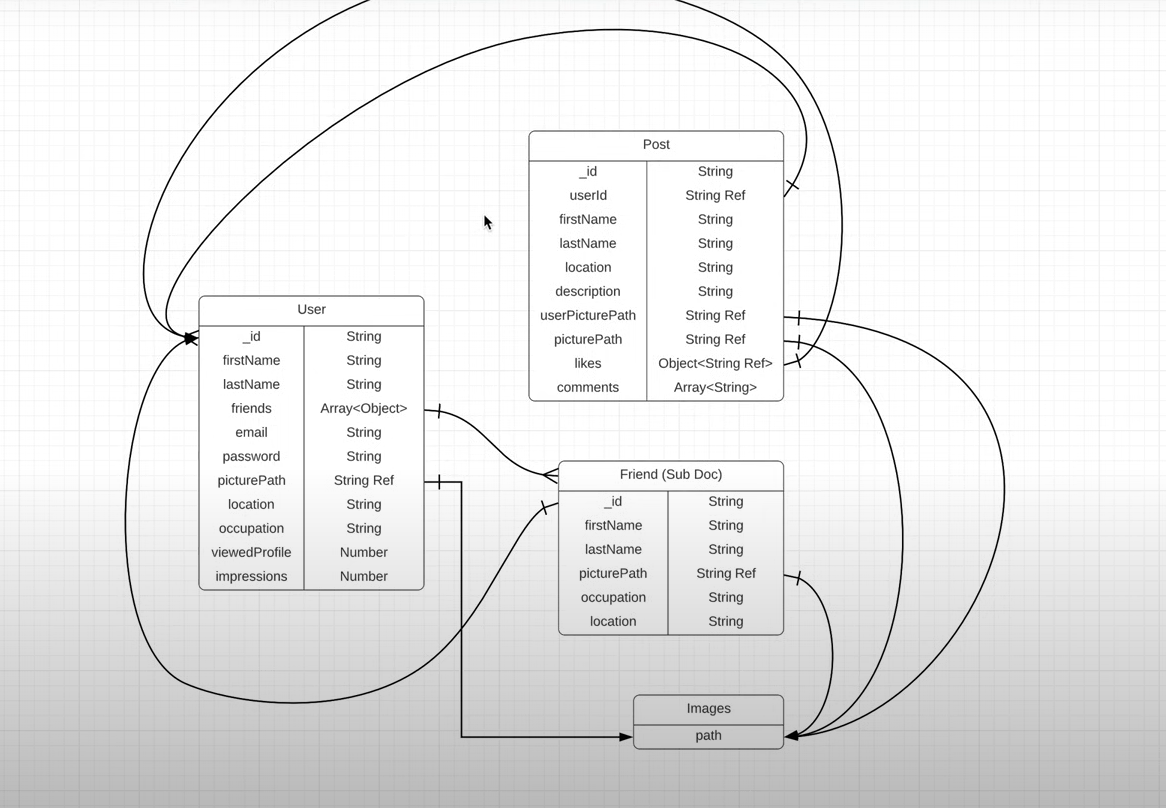 Post
_id String
userId String Ref
firstName String
lastName String
location String
description String
userPicturePath String Ref
picturePath String Ref
likes Object<String Ref>
comments Array<String>
User
_id String
firstName String
lastName String
friends Array<Object>
email String
password String
picturePath String Ref
location String
occupation String
viewedProfile Number
impressions Number
Friend (Sub Doc)
_id String
firstName String
lastName String
picturePath String Ref
occupation String
location String
Images
path